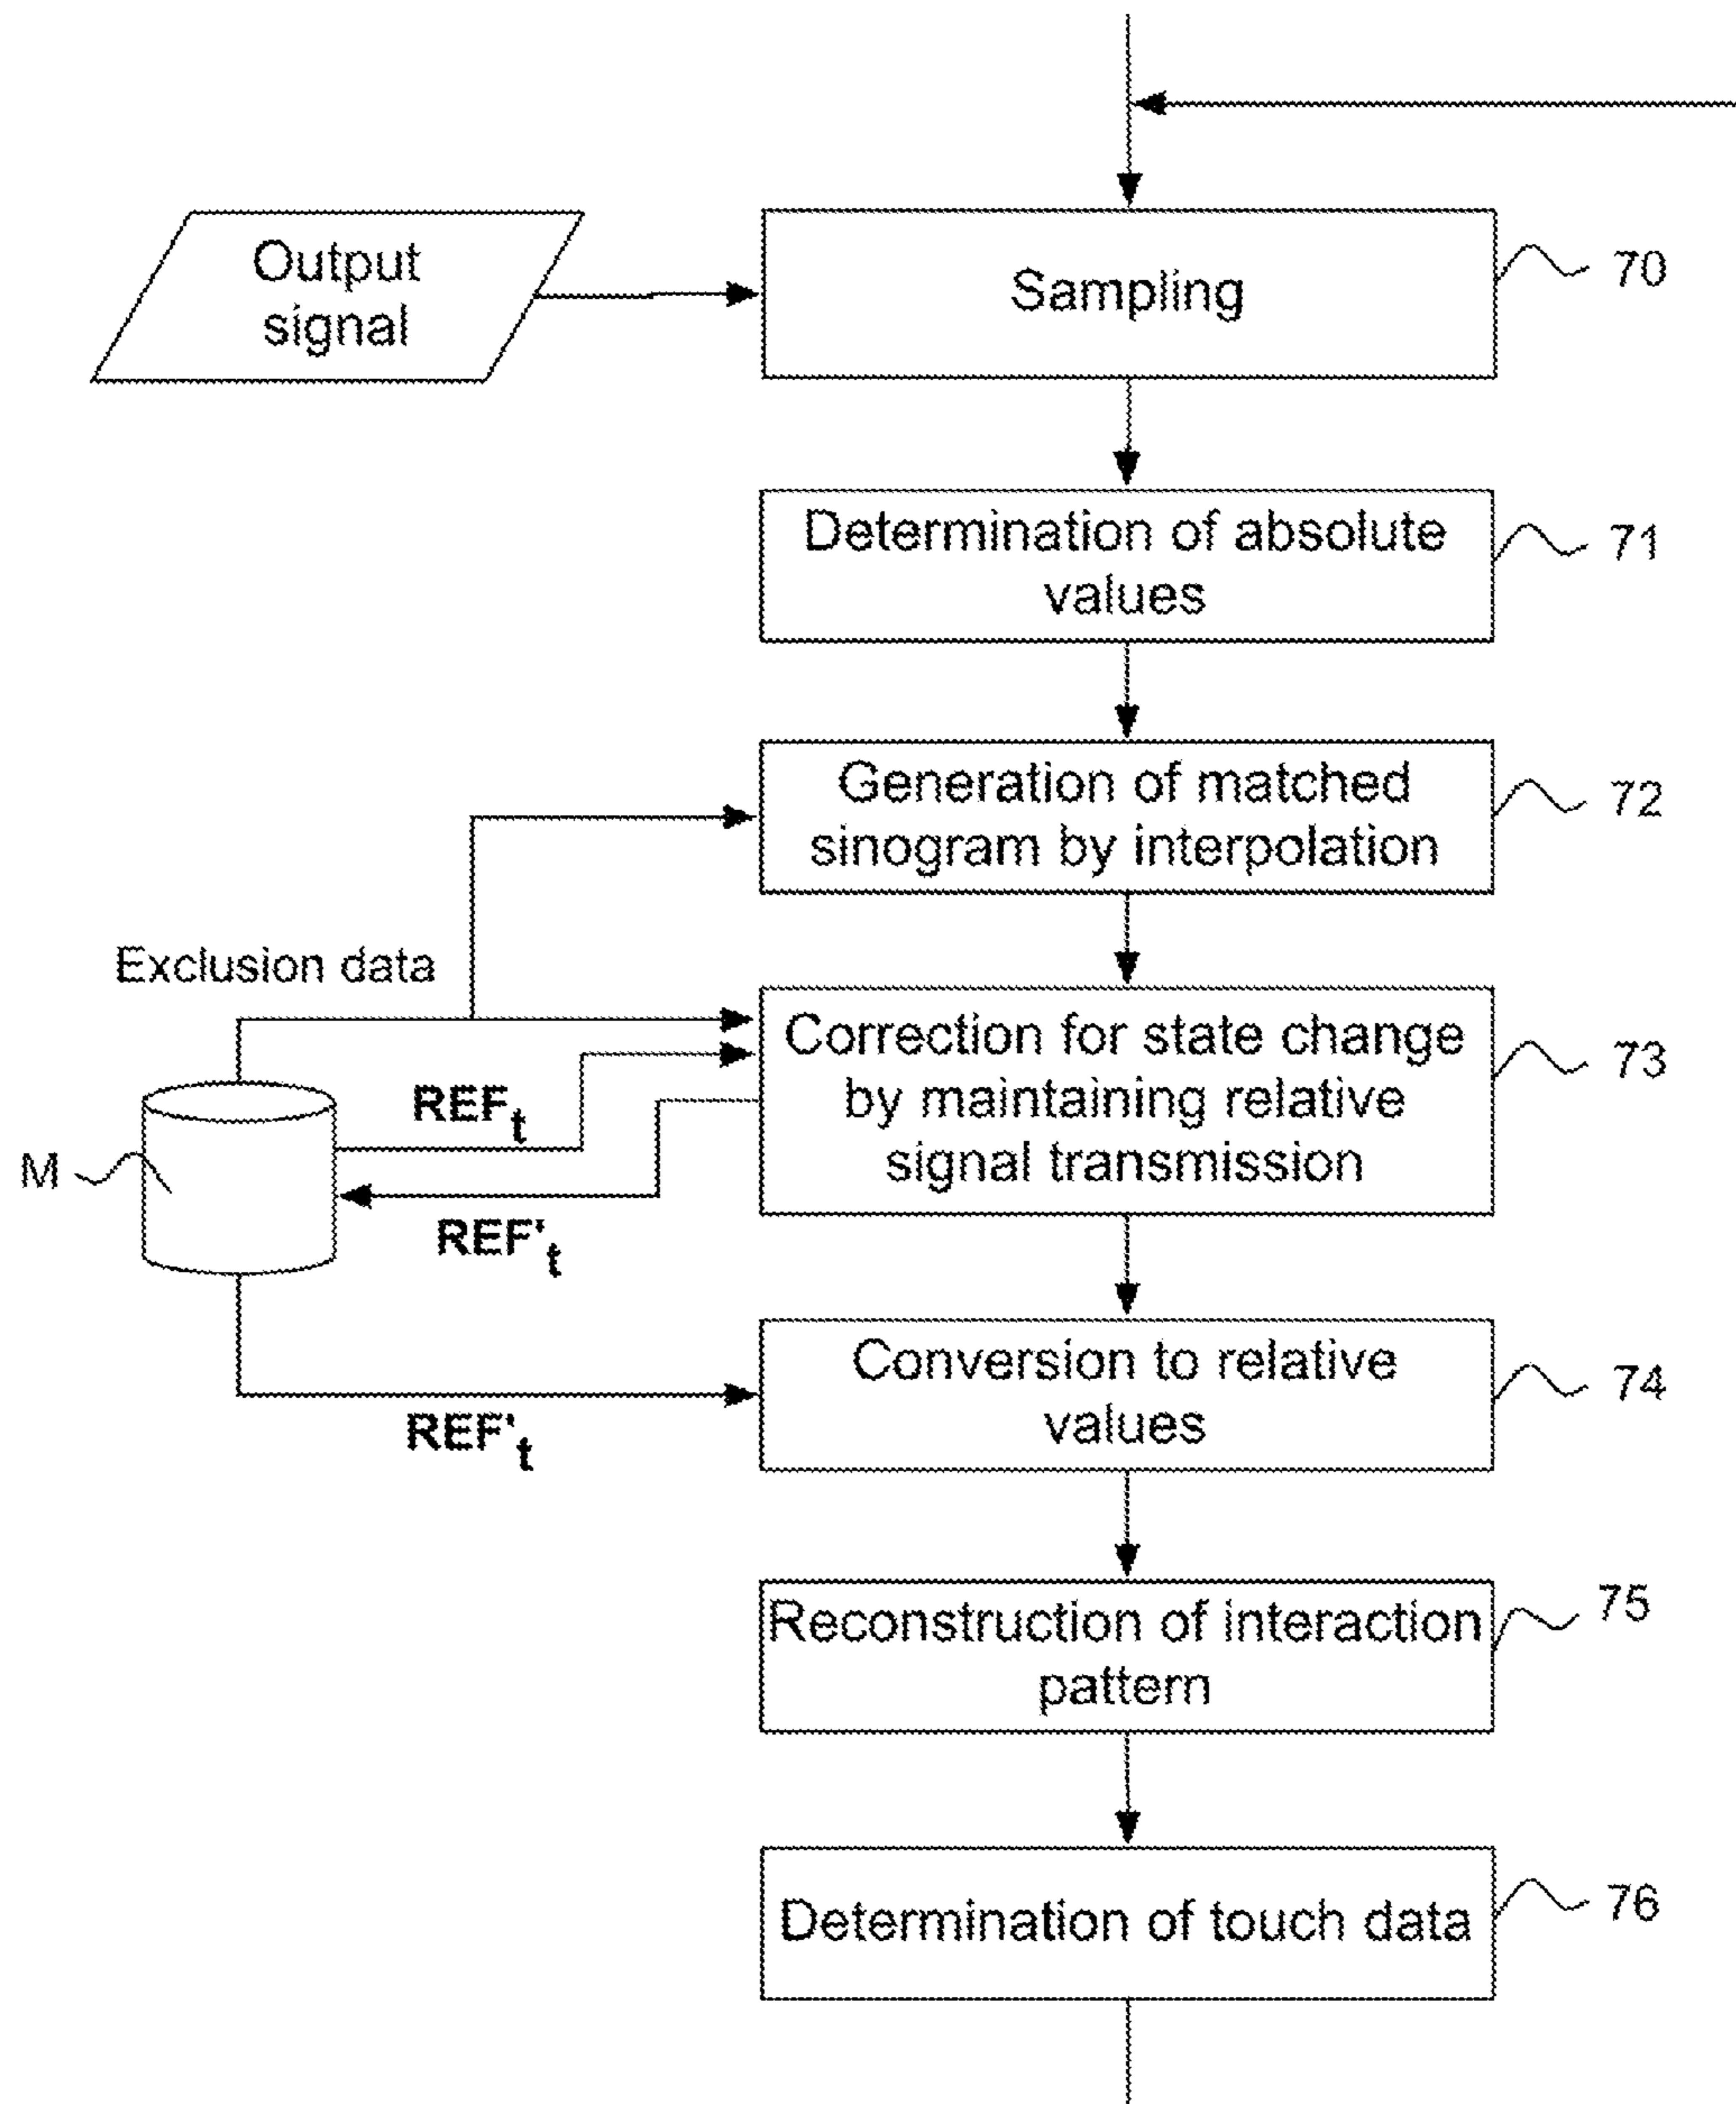 Output
signal
Sampling
70
Determination of absolute
values
71
Generation of matched
sinogram by interpolation
72
Exclusion data
Correction for state change
by maintaining relative
signal transmission
73
REFt
M
REF't
Conversion to relative
values
74
REF't
Reconstruction of interaction
pattern
75
Determination of touch data
76